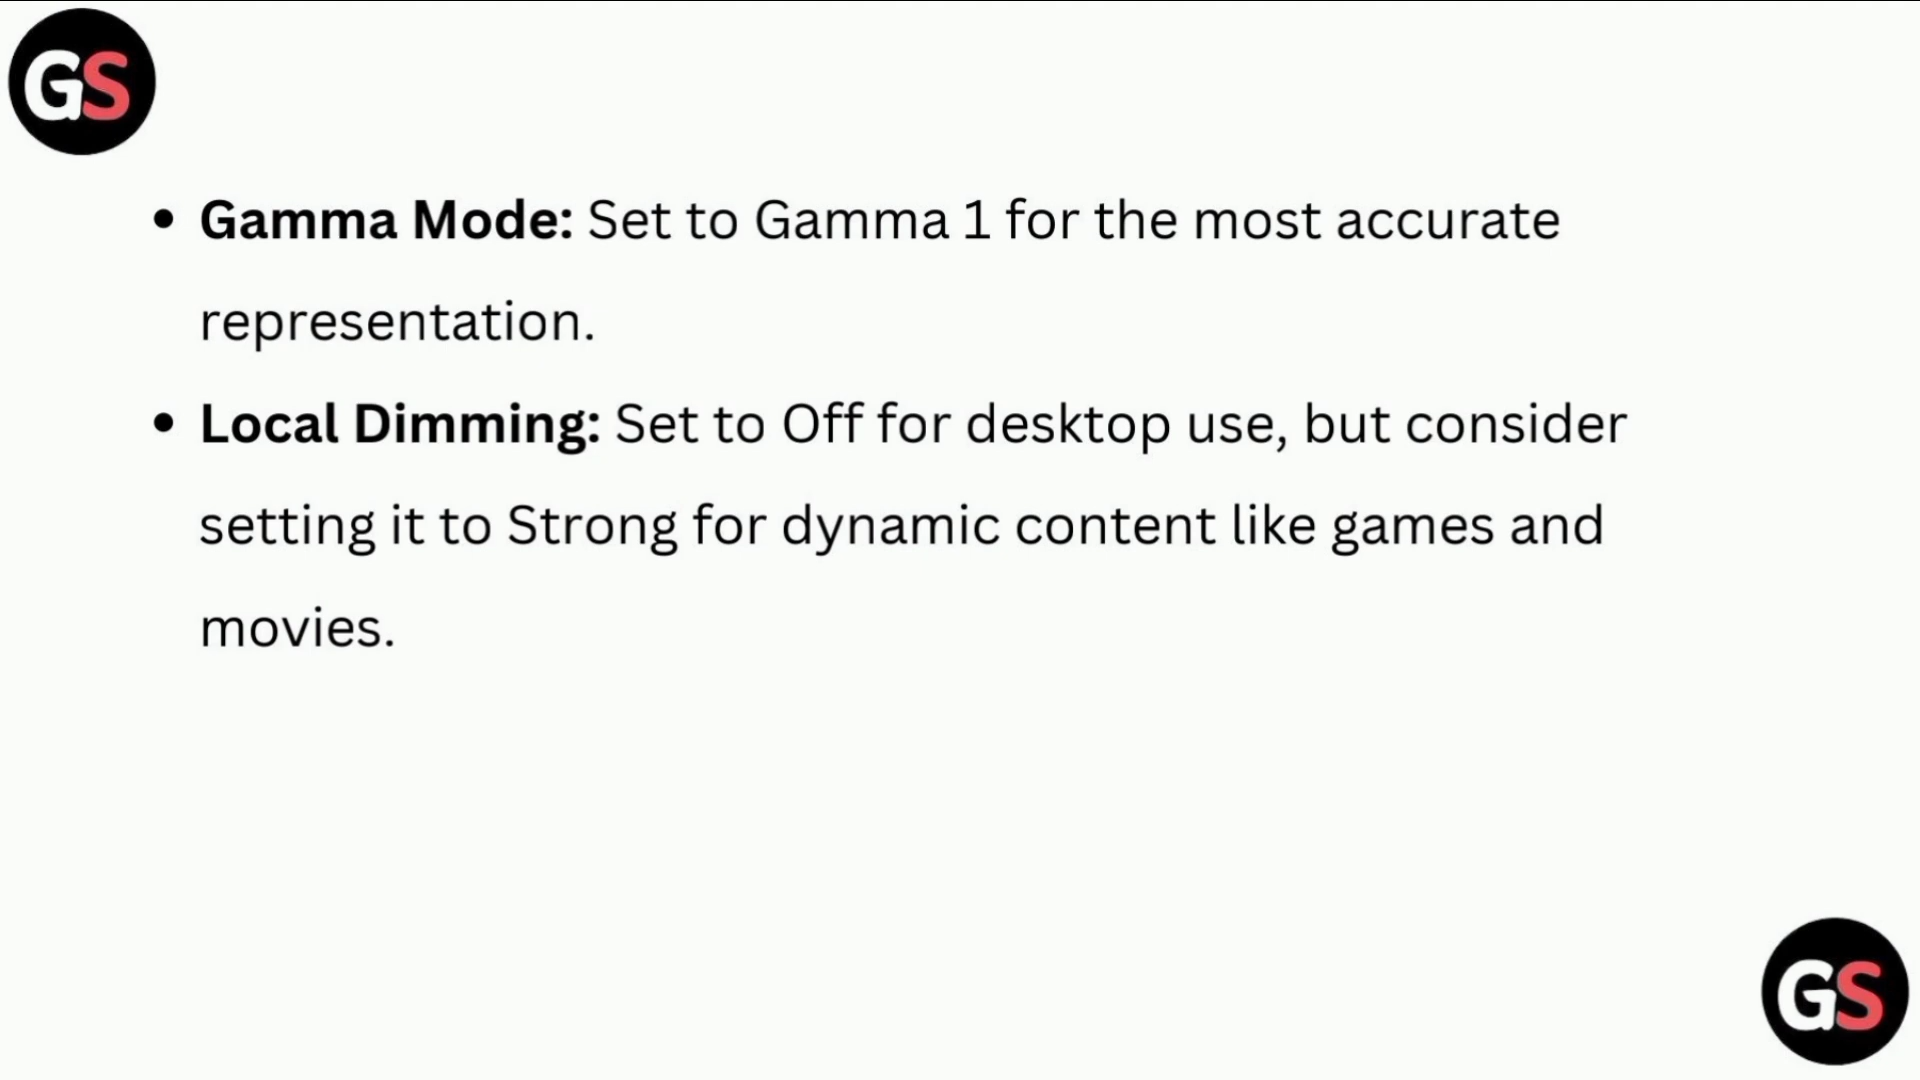 GS
• Gamma Mode: Set to Gamma 1 for the most accurate
representation.
• Local Dimming: Set to Off for desktop use, but consider
setting it to Strong for dynamic content like games and
movies.
GS